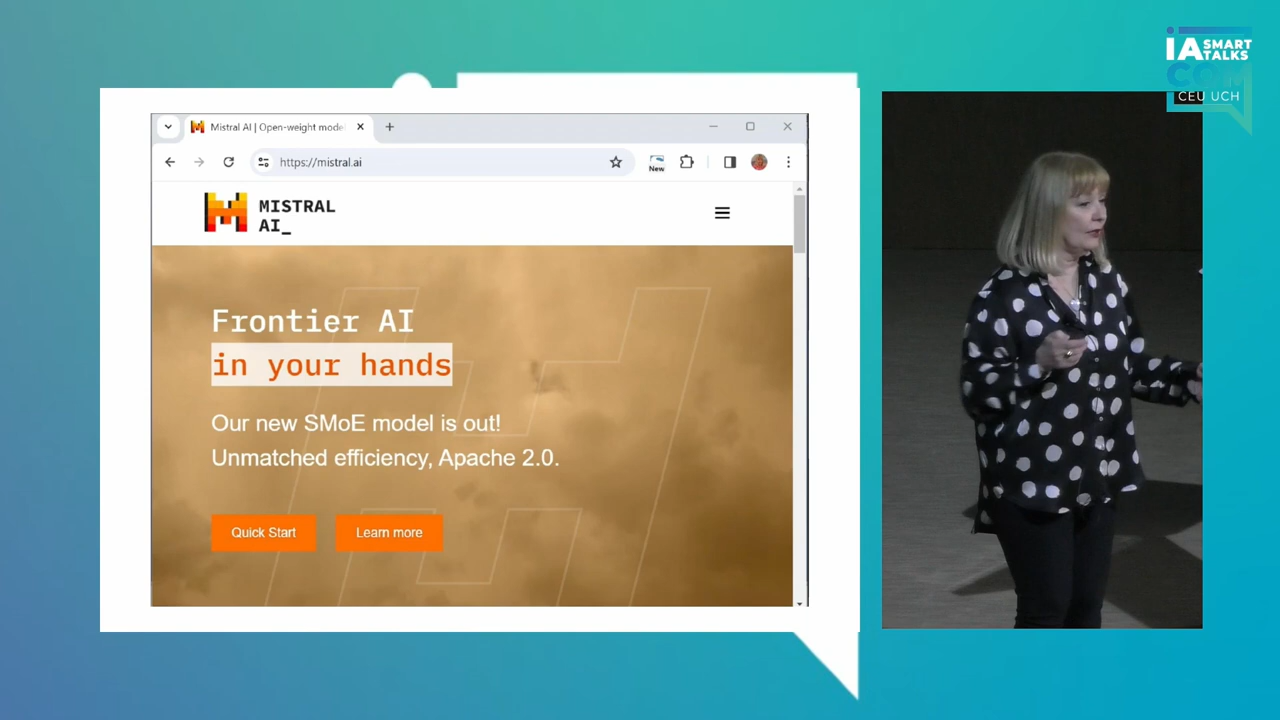 IA SMART
TALKS
COM
CEU UCH
Mistral AI | Open-weight mode
https://mistral.ai
New
MISTRAL
AI_
Frontier AI
in your hands
Our new SMoE model is out!
Unmatched efficiency, Apache 2.0.
Quick Start
Learn more